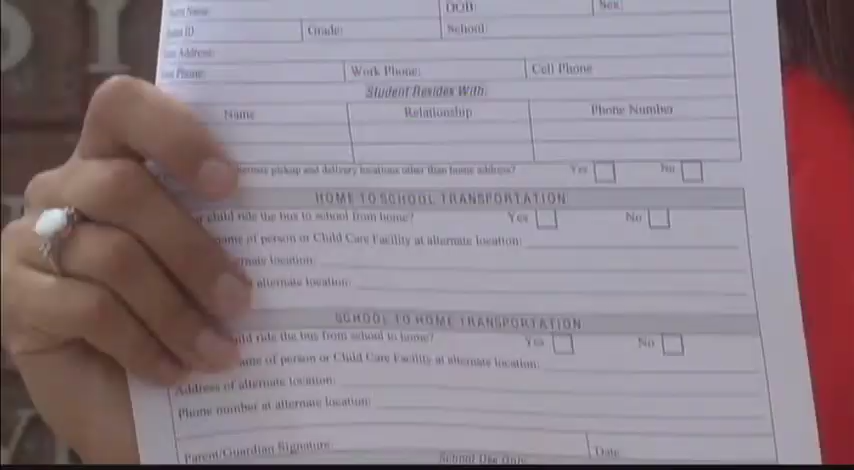 Name: DOB: Sex:
ID Grade: School:
Address:
Phone: Work Phone: Cell Phone
Student Resides With:
Name Relationship Phone Number
pickup and delivery locations other than home address? Yes No
HOME TO SCHOOL TRANSPORTATION
child ride the bus to school from home? Yes No
name of person or Child Care Facility at alternate location:
location:
alternate location:
SCHOOL TO HOME TRANSPORTATION
ride the bus from school to home? Yes No
name of person or Child Care Facility at alternate location:
Address of alternate location:
Phone number at alternate location:
Parent/Guardian Signature: Date
School Use Only